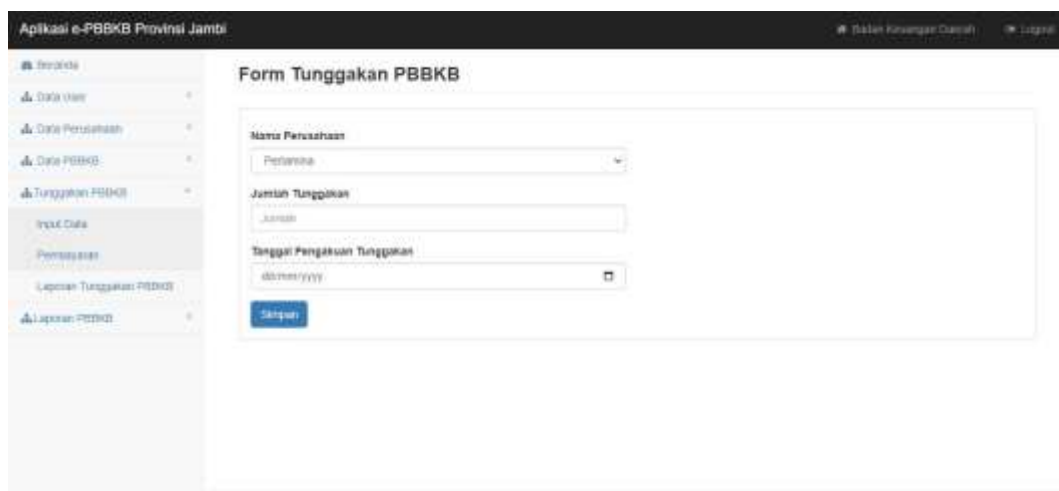 Aplikasi e-PBBKB Provinsi Jambi
Badan Keuangan Daerah
Logout
Beranda
Data User
Data Perusahaan
Data PBBKB
Tunggakan PBBKB
Input Data
Pembayaran
Laporan Tunggakan PBBKB
Laporan PBBKB
Form Tunggakan PBBKB
Nama Perusahaan
Pertamina
Jumlah Tunggakan
Jumlah
Tanggal Pengakuan Tunggakan
dd/mm/yyyy
Simpan